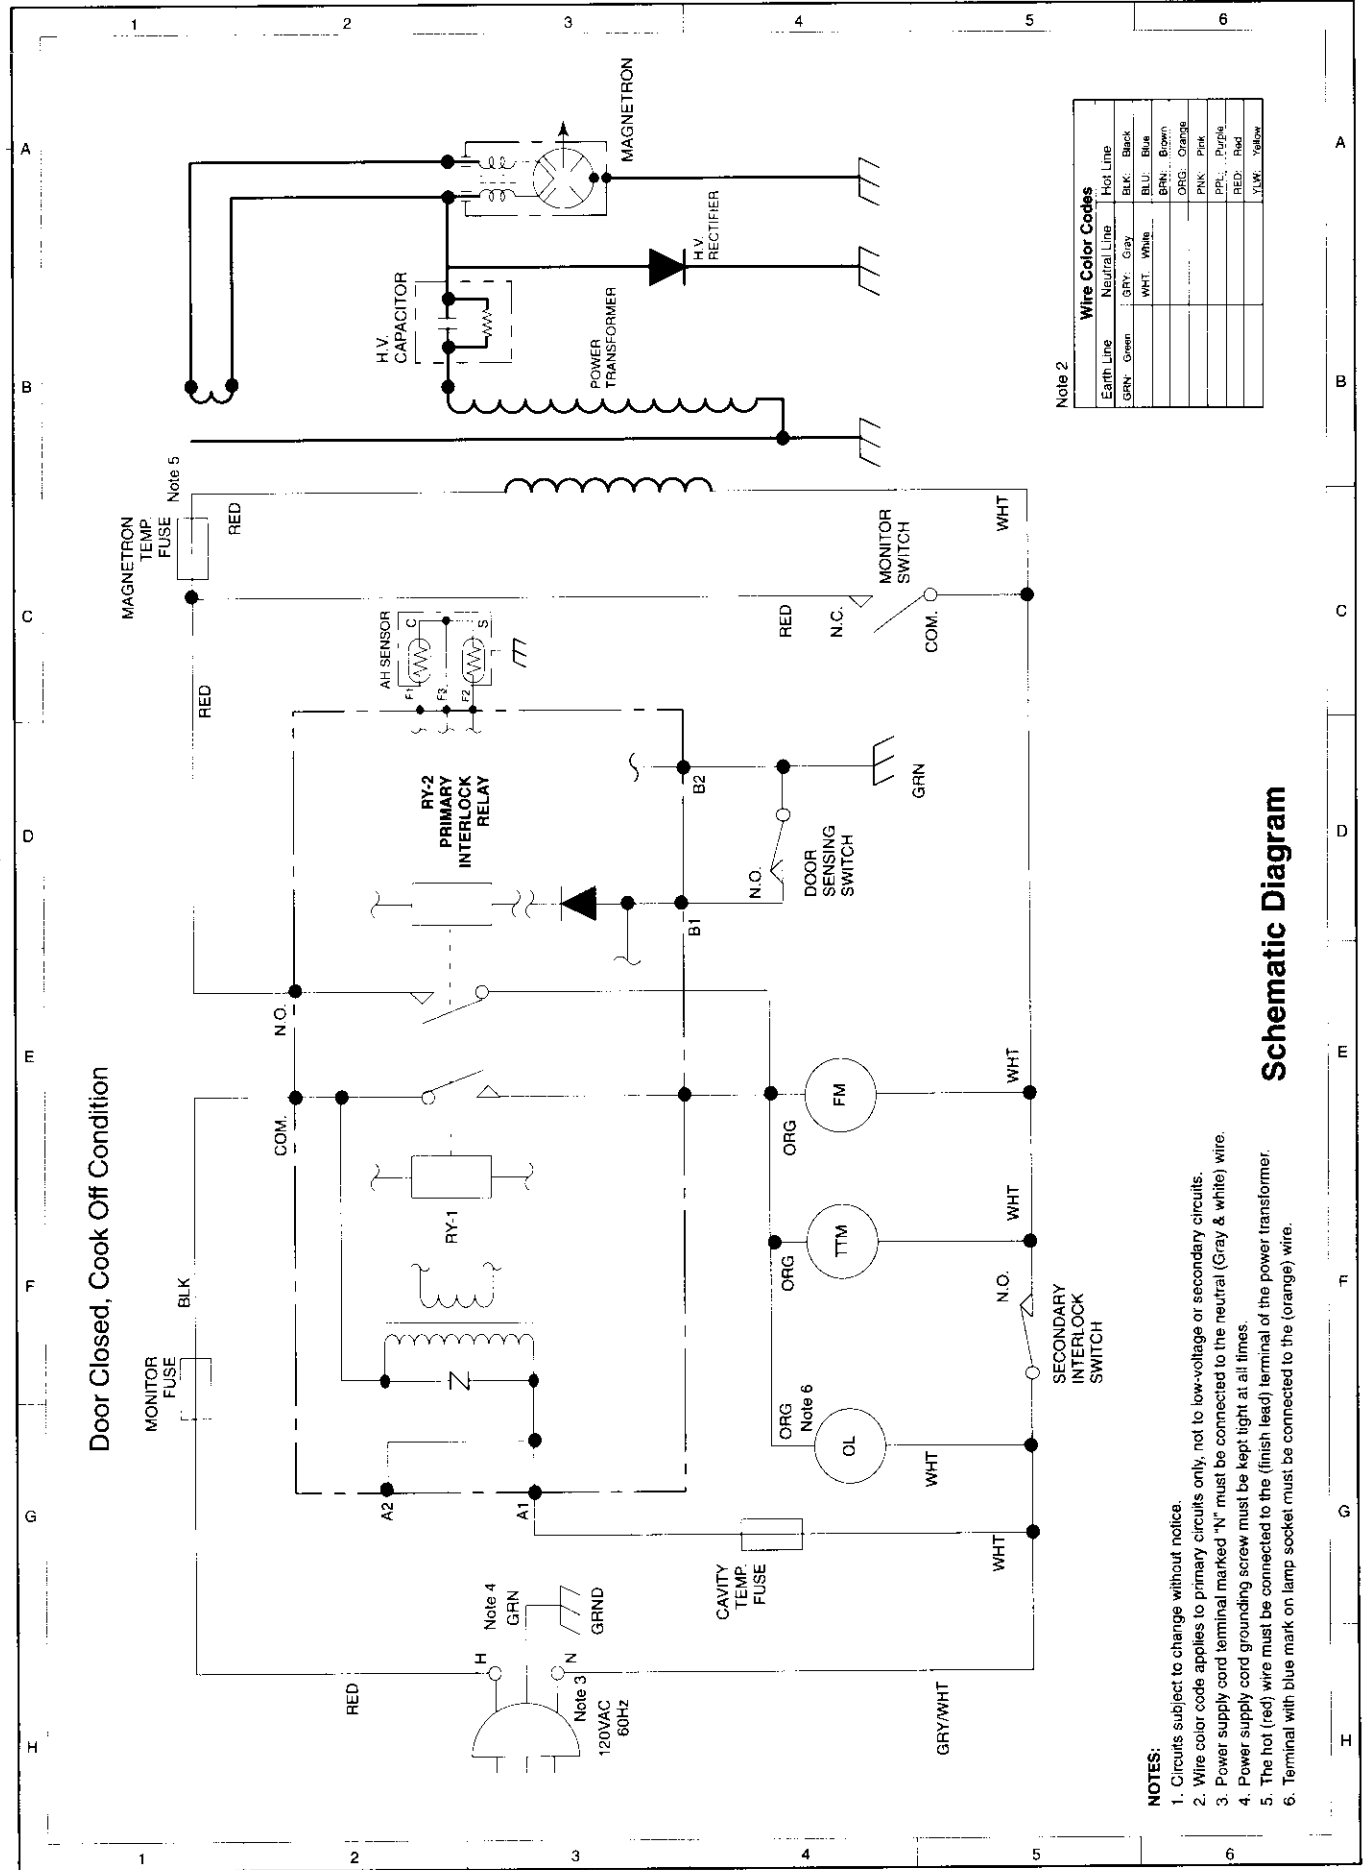 Door Closed, Cook Off Condition
MONITOR
FUSE
BLK
RED
H
Note 4
GRN
GRND
N
Note 3
120VAC
60Hz
GRY/WHT
A2
A1
CAVITY
TEMP.
FUSE
WHT
COM.
N.O.
RY-1
RY-2
PRIMARY
INTERLOCK
RELAY
B1
B2
N.O.
DOOR
SENSING
SWITCH
GRN
ORG
Note 6
OL
WHT
ORG
TTM
WHT
ORG
FM
WHT
N.O.
SECONDARY
INTERLOCK
SWITCH
RED
MAGNETRON
TEMP.
FUSE
Note 5
RED
AH SENSOR
F1
F3
F2
C
S
RED
N.C.
COM.
MONITOR
SWITCH
WHT
H.V.
CAPACITOR
POWER
TRANSFORMER
H.V.
RECTIFIER
MAGNETRON
Note 2
Wire Color Codes
Earth Line Neutral Line Hot Line
GRN: Green GRY: Gray BLK: Black
WHT: White BLU: Blue
BRN: Brown
ORG: Orange
PNK: Pink
PPL: Purple
RED: Red
YLW: Yellow
Schematic Diagram
NOTES:
1. Circuits subject to change without notice.
2. Wire color code applies to primary circuits only, not to low-voltage or secondary circuits.
3. Power supply cord terminal marked "N" must be connected to the neutral (Gray & white) wire.
4. Power supply cord grounding screw must be kept tight at all times.
5. The hot (red) wire must be connected to the (finish lead) terminal of the power transformer.
6. Terminal with blue mark on lamp socket must be connected to the (orange) wire.
H G F E D C B A
H G F E D C B A
1 2 3 4 5 6
1 2 3 4 5 6